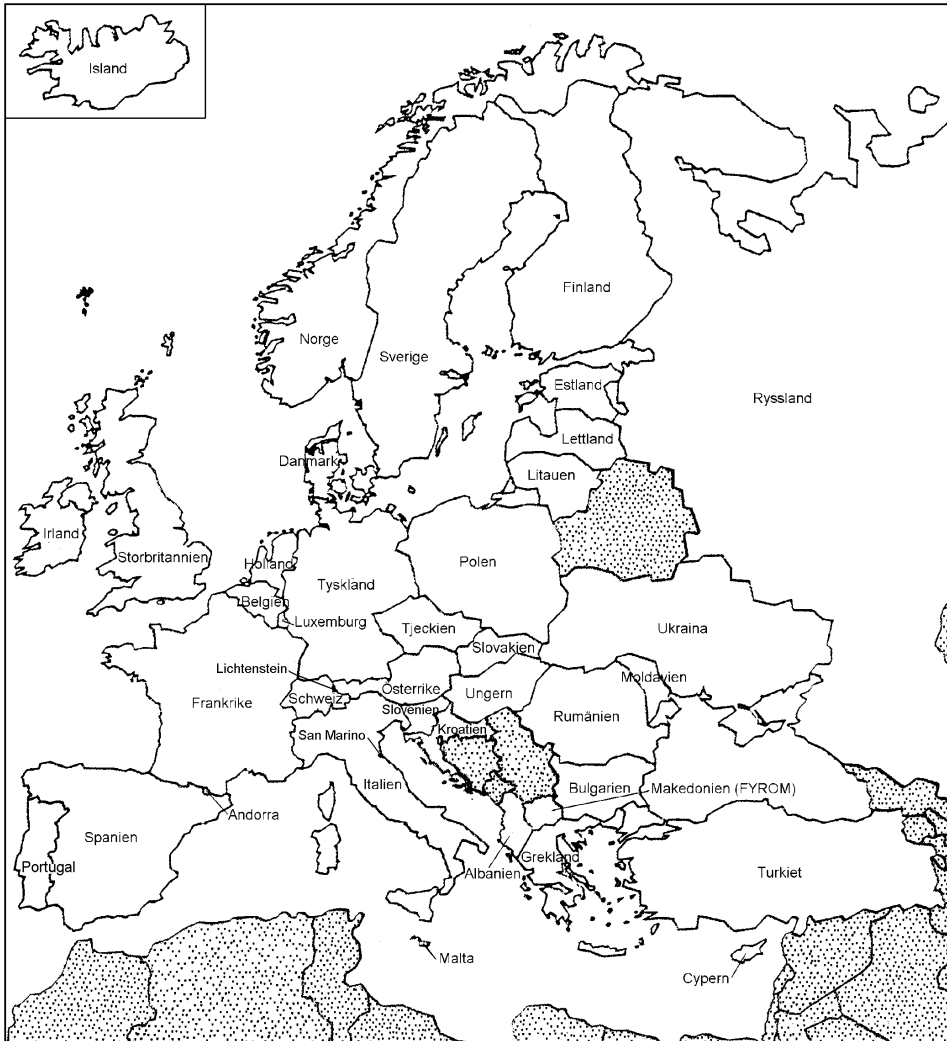 Island
Finland
Norge
Sverige
Estland
Ryssland
Lettland
Danmark
Litauen
Irland
Storbritannien
Holland
Polen
Tyskland
Belgien
Luxemburg
Tjeckien
Ukraina
Slovakien
Lichtenstein
Moldavien
Schweiz
Österrike
Ungern
Frankrike
Slovenien
Rumänien
Kroatien
San Marino
Italien
Bulgarien
Makedonien (FYROM)
Andorra
Spanien
Portugal
Grekland
Albanien
Turkiet
Malta
Cypern